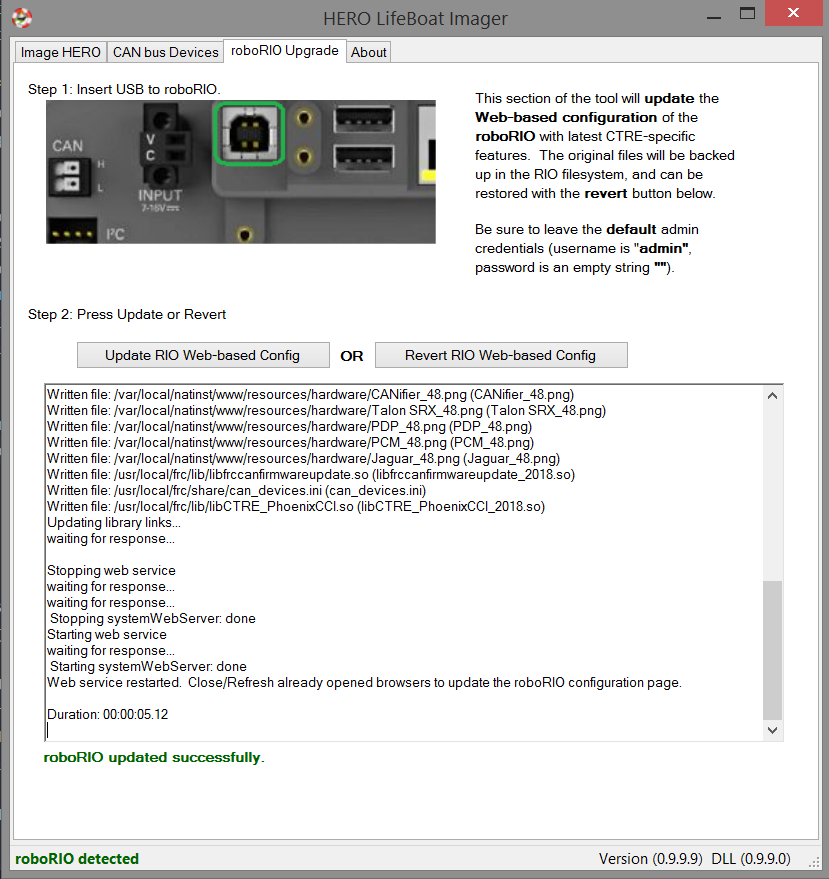 HERO LifeBoat Imager
Image HERO
CAN bus Devices
roboRIO Upgrade
About
Step 1: Insert USB to roboRIO.
CAN
H
L
V
C
INPUT
7-16V
I²C
This section of the tool will update the
Web-based configuration of the
roboRIO with latest CTRE-specific
features.  The original files will be backed
up in the RIO filesystem, and can be
restored with the revert button below.
Be sure to leave the default admin
credentials (username is "admin",
password is an empty string "").
Step 2: Press Update or Revert
Update RIO Web-based Config
OR
Revert RIO Web-based Config
Written file: /var/local/natinst/www/resources/hardware/CANifier_48.png (CANifier_48.png)
Written file: /var/local/natinst/www/resources/hardware/Talon SRX_48.png (Talon SRX_48.png)
Written file: /var/local/natinst/www/resources/hardware/PDP_48.png (PDP_48.png)
Written file: /var/local/natinst/www/resources/hardware/PCM_48.png (PCM_48.png)
Written file: /var/local/natinst/www/resources/hardware/Jaguar_48.png (Jaguar_48.png)
Written file: /usr/local/frc/lib/libfrccanfirmwareupdate.so (libfrccanfirmwareupdate_2018.so)
Written file: /usr/local/frc/share/can_devices.ini (can_devices.ini)
Written file: /usr/local/frc/lib/libCTRE_PhoenixCCI.so (libCTRE_PhoenixCCI_2018.so)
Updating library links...
waiting for response...
Stopping web service
waiting for response...
waiting for response...
Stopping systemWebServer: done
Starting web service
waiting for response...
Starting systemWebServer: done
Web service restarted.  Close/Refresh already opened browsers to update the roboRIO configuration page.
Duration: 00:00:05.12
roboRIO updated successfully.
roboRIO detected
Version (0.9.9.9)  DLL (0.9.9.0)